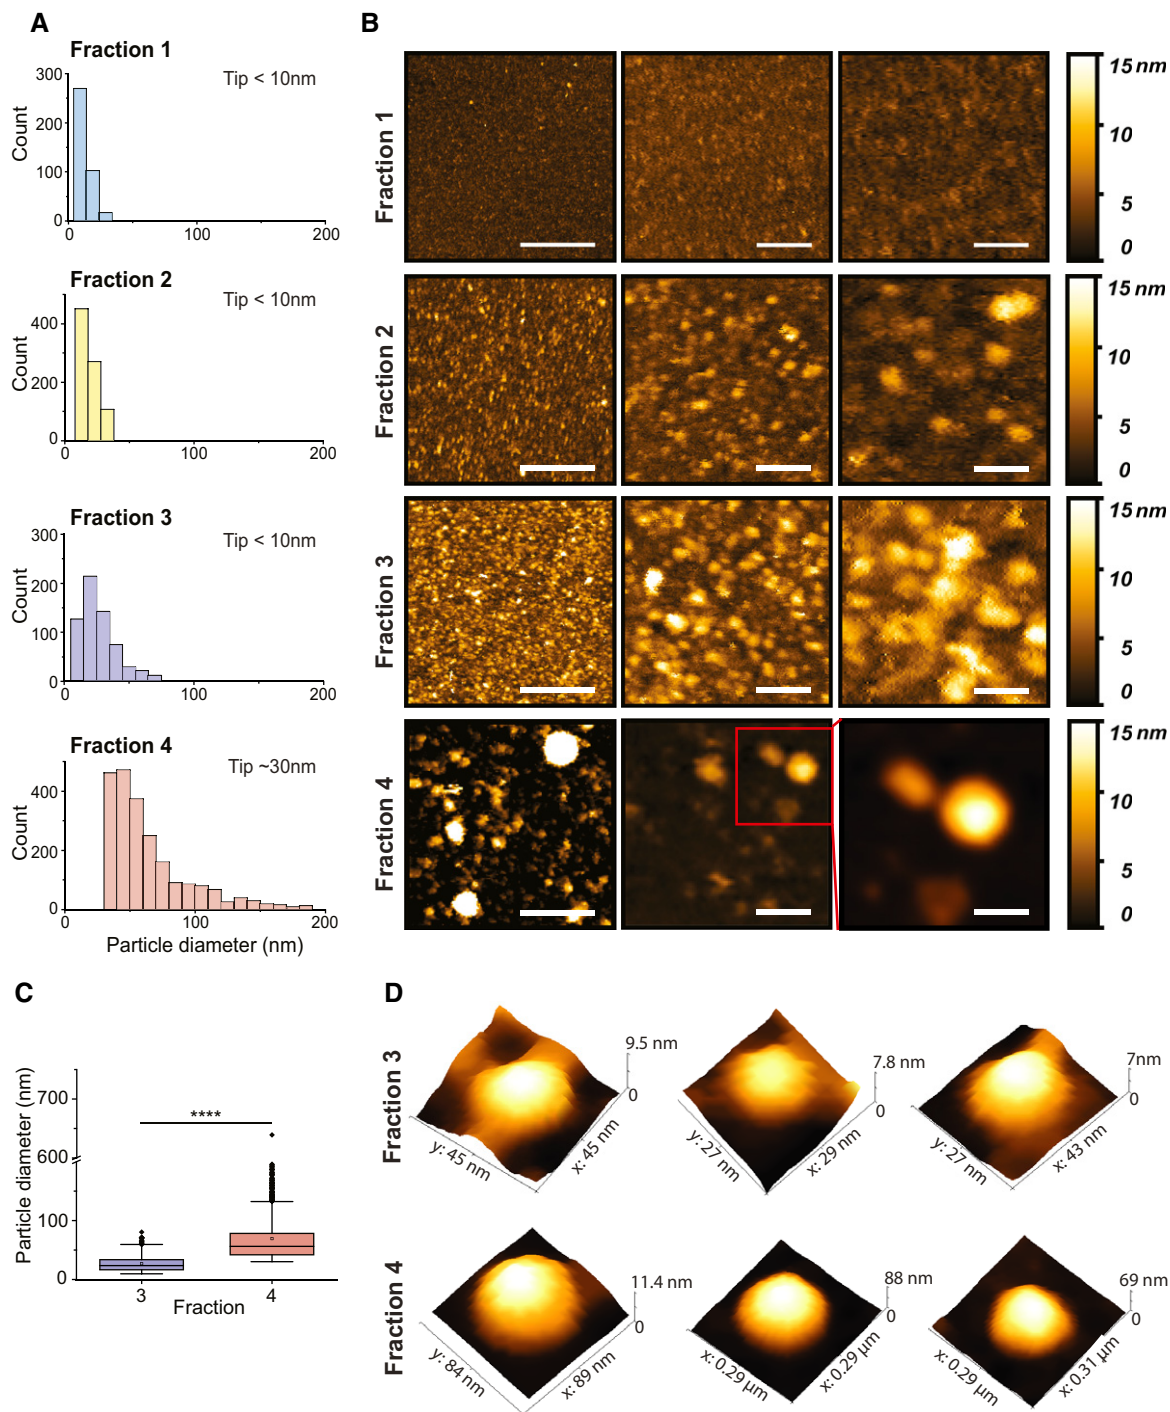 A
Fraction 1
Tip < 10nm
Count
300
200
100
0
0
100
200
Fraction 2
Tip < 10nm
Count
400
200
0
0
100
200
Fraction 3
Tip < 10nm
Count
300
200
100
0
0
100
200
Fraction 4
Tip ~30nm
Count
400
200
0
0
100
200
Particle diameter (nm)
B
Fraction 1
15 nm
10
5
0
Fraction 2
15 nm
10
5
0
Fraction 3
15 nm
10
5
0
Fraction 4
15 nm
10
5
0
C
Particle diameter (nm)
700
600
100
0
****
3
4
Fraction
D
Fraction 3
9.5 nm
0
y: 45 nm
x: 45 nm
7.8 nm
0
y: 27 nm
x: 29 nm
7nm
0
y: 27 nm
x: 43 nm
Fraction 4
11.4 nm
0
y: 84 nm
x: 89 nm
88 nm
0
x: 0.29 µm
x: 0.29 µm
69 nm
0
x: 0.29 µm
x: 0.31 µm